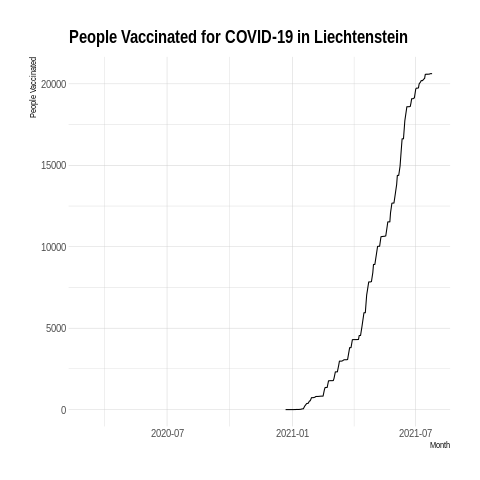 People Vaccinated for COVID-19 in Liechtenstein
People Vaccinated
20000
15000
10000
5000
0
2020-07
2021-01
2021-07
Month